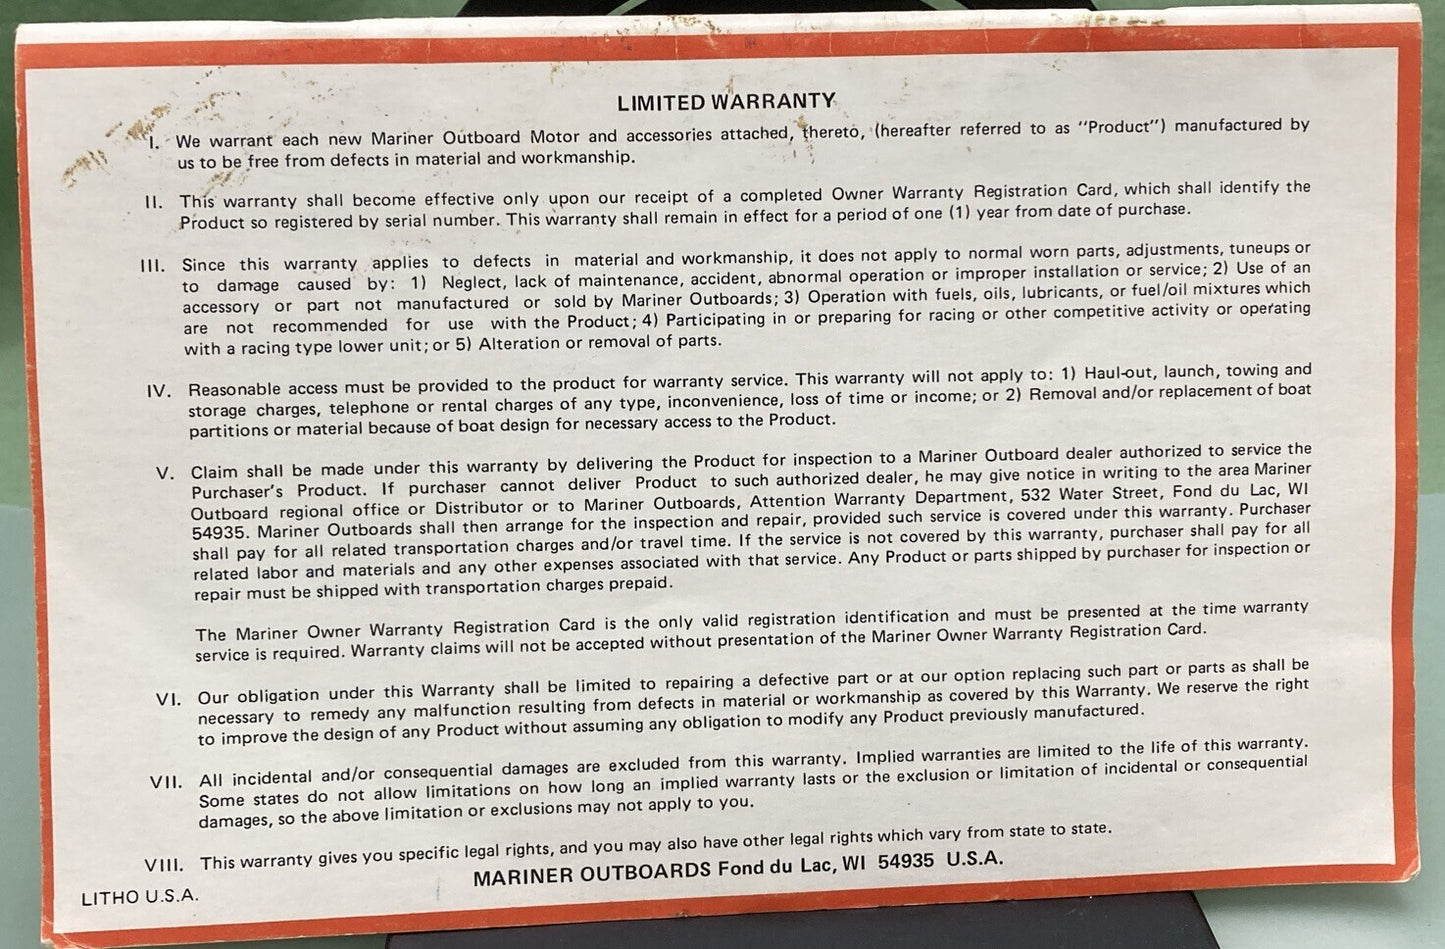 LIMITED WARRANTY
I. We warrant each new Mariner Outboard Motor and accessories attached, thereto, (hereafter referred to as "Product") manufactured by
us to be free from defects in material and workmanship.
II. This warranty shall become effective only upon our receipt of a completed Owner Warranty Registration Card, which shall identify the
Product so registered by serial number. This warranty shall remain in effect for a period of one (1) year from date of purchase.
III. Since this warranty applies to defects in material and workmanship, it does not apply to normal worn parts, adjustments, tuneups or
to damage caused by: 1) Neglect, lack of maintenance, accident, abnormal operation or improper installation or service; 2) Use of an
accessory or part not manufactured or sold by Mariner Outboards; 3) Operation with fuels, oils, lubricants, or fuel/oil mixtures which
are not recommended for use with the Product; 4) Participating in or preparing for racing or other competitive activity or operating
with a racing type lower unit; or 5) Alteration or removal of parts.
IV. Reasonable access must be provided to the product for warranty service. This warranty will not apply to: 1) Haul-out, launch, towing and
storage charges, telephone or rental charges of any type, inconvenience, loss of time or income; or 2) Removal and/or replacement of boat
partitions or material because of boat design for necessary access to the Product.
V. Claim shall be made under this warranty by delivering the Product for inspection to a Mariner Outboard dealer authorized to service the
Purchaser's Product. If purchaser cannot deliver Product to such authorized dealer, he may give notice in writing to the area Mariner
Outboard regional office or Distributor or to Mariner Outboards, Attention Warranty Department, 532 Water Street, Fond du Lac, WI
54935. Mariner Outboards shall then arrange for the inspection and repair, provided such service is covered under this warranty. Purchaser
shall pay for all related transportation charges and/or travel time. If the service is not covered by this warranty, purchaser shall pay for all
related labor and materials and any other expenses associated with that service. Any Product or parts shipped by purchaser for inspection or
repair must be shipped with transportation charges prepaid.
The Mariner Owner Warranty Registration Card is the only valid registration identification and must be presented at the time warranty
service is required. Warranty claims will not be accepted without presentation of the Mariner Owner Warranty Registration Card.
VI. Our obligation under this Warranty shall be limited to repairing a defective part or at our option replacing such part or parts as shall be
necessary to remedy any malfunction resulting from defects in material or workmanship as covered by this Warranty. We reserve the right
to improve the design of any Product without assuming any obligation to modify any Product previously manufactured.
VII. All incidental and/or consequential damages are excluded from this warranty. Implied warranties are limited to the life of this warranty.
Some states do not allow limitations on how long an implied warranty lasts or the exclusion or limitation of incidental or consequential
damages, so the above limitation or exclusions may not apply to you.
VIII. This warranty gives you specific legal rights, and you may also have other legal rights which vary from state to state.
MARINER OUTBOARDS Fond du Lac, WI 54935 U.S.A.
LITHO U.S.A.